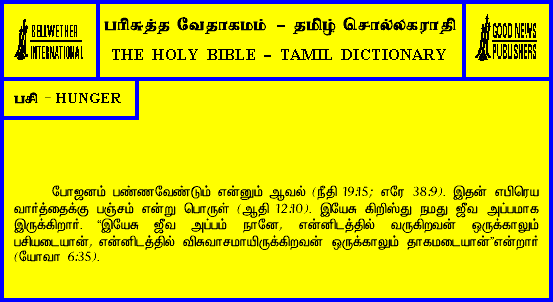 BELLWETHER
INTERNATIONAL
பரிசுத்த வேதாகமம் - தமிழ் சொல்லகராதி
THE HOLY BIBLE - TAMIL DICTIONARY
GOOD NEWS
PUBLISHERS
பசி - HUNGER
போஜனம் பண்ணவேண்டும் என்னும் ஆவல் (நீதி 19:15; எரே 38:9). இதன் எபிரெய
வார்த்தைக்கு பஞ்சம் என்று பொருள் (ஆதி 12:10). இயேசு கிறிஸ்து நமது ஜீவ அப்பமாக
இருக்கிறார். “இயேசு ஜீவ அப்பம் நானே, என்னிடத்தில் வருகிறவன் ஒருக்காலும்
பசியடையான், என்னிடத்தில் விசுவாசமாயிருக்கிறவன் ஒருக்காலும் தாகமடையான்”என்றார்
(யோவா 6:35).